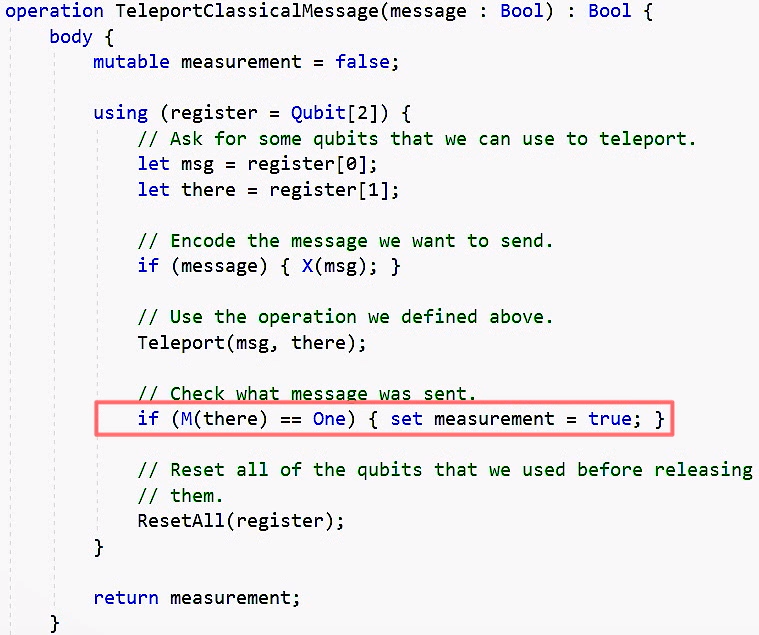 operation TeleportClassicalMessage(message : Bool) : Bool {
body {
mutable measurement = false;
using (register = Qubit[2]) {
// Ask for some qubits that we can use to teleport.
let msg = register[0];
let there = register[1];
// Encode the message we want to send.
if (message) { X(msg); }
// Use the operation we defined above.
Teleport(msg, there);
// Check what message was sent.
if (M(there) == One) { set measurement = true; }
// Reset all of the qubits that we used before releasing
// them.
ResetAll(register);
}
return measurement;
}